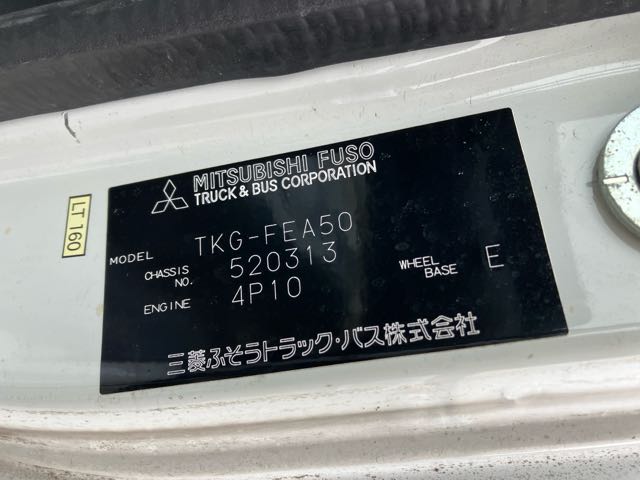 MITSUBISHI FUSO
TRUCK & BUS CORPORATION
LT 160
MODEL TKG-FEA50
CHASSIS NO. 520313
WHEEL BASE E
ENGINE 4P10
三菱ふそうトラック・バス株式会社